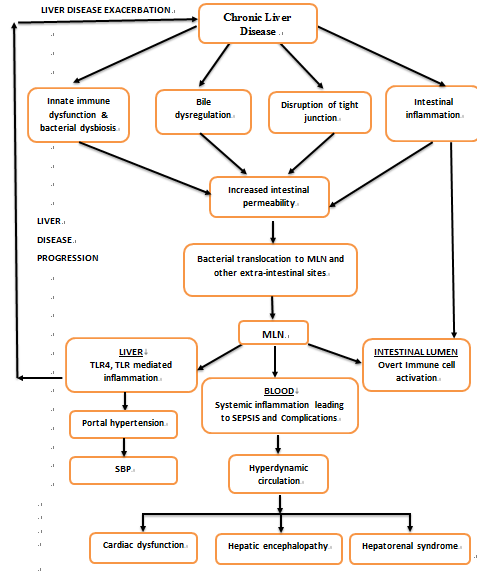 LIVER DISEASE EXACERBATION.
Chronic Liver
Disease .
Innate immune
dysfunction &
bacterial dysbiosis
Bile
dysregulation.
Disruption of tight
junction.
Intestinal
inflammation.
Increased intestinal
permeability.
LIVER.
DISEASE.
PROGRESSION
Bacterial translocation to MLN and
other extra-intestinal sites.
MLN.
LIVER
TLR4, TLR mediated
inflammation.
INTESTINAL LUMEN
Overt Immune cell
activation.
BLOOD
Systemic inflammation leading
to SEPSIS and Complications.
Portal hypertension.
SBP.
Hyperdynamic
circulation.
Cardiac dysfunction.
Hepatic encephalopathy.
Hepatorenal syndrome.